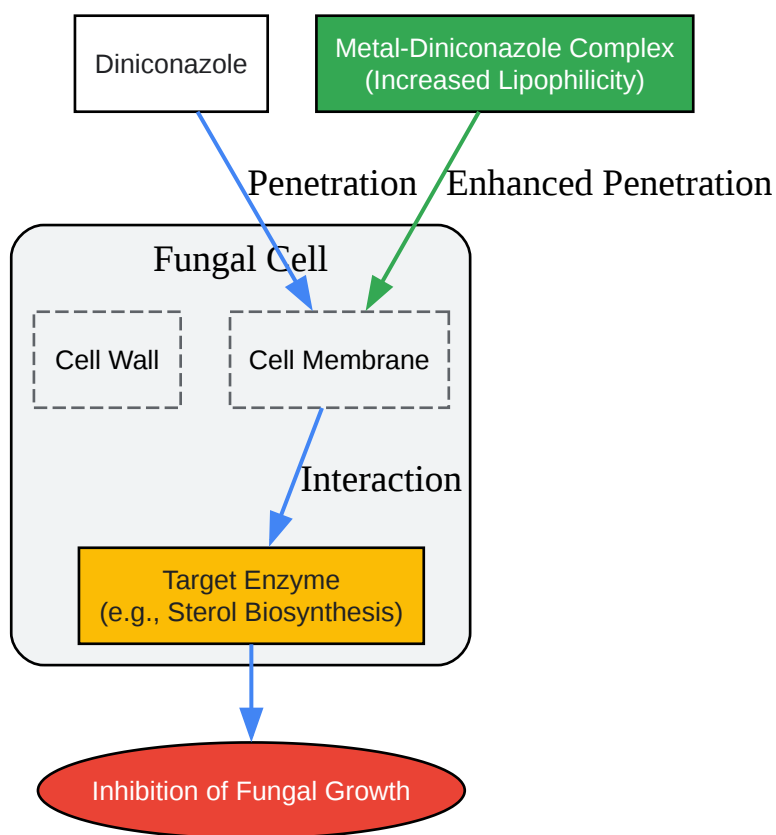 Diniconazole
Metal-Diniconazole Complex
(Increased Lipophilicity)
Penetration
Enhanced Penetration
Fungal Cell
Cell Wall
Cell Membrane
Interaction
Target Enzyme
(e.g., Sterol Biosynthesis)
Inhibition of Fungal Growth